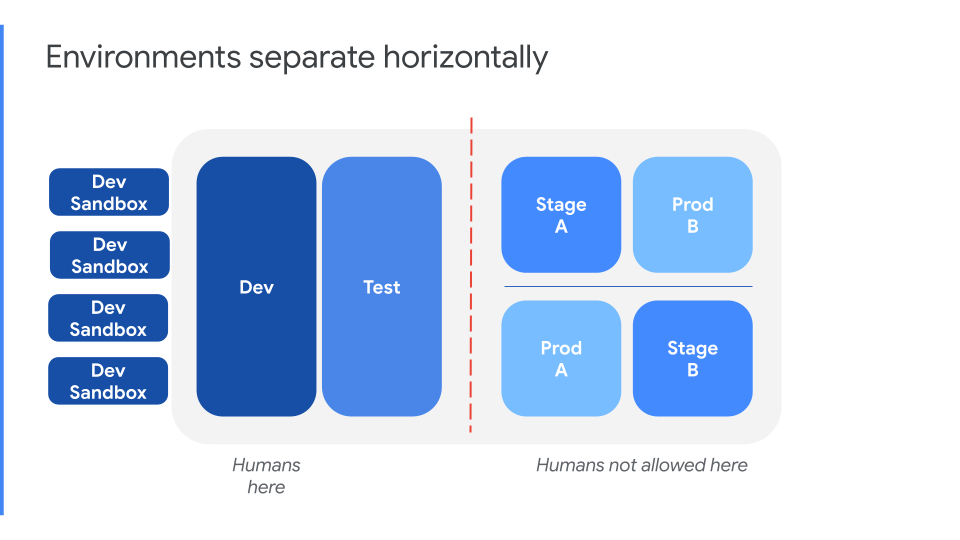 Environments separate horizontally
Dev
Sandbox
Dev
Sandbox
Dev
Sandbox
Dev
Sandbox
Dev
Test
Stage
A
Prod
B
Prod
A
Stage
B
Humans
here
Humans not allowed here